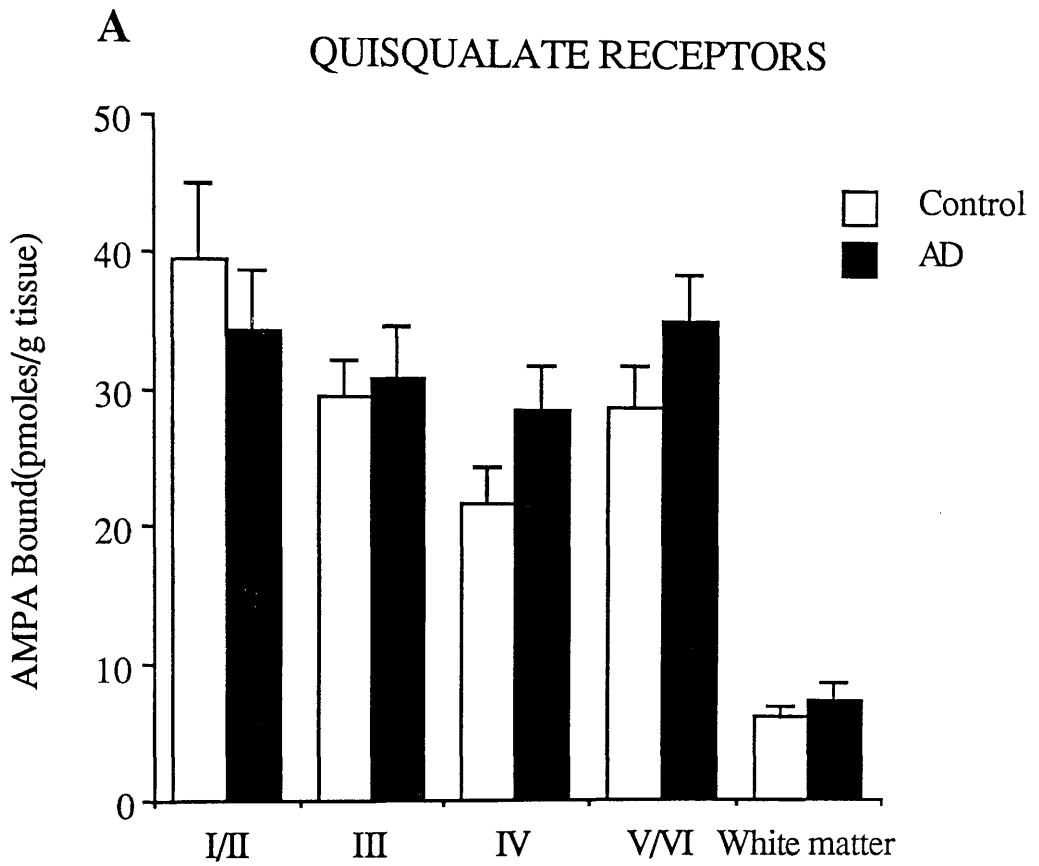 A
QUISQUALATE RECEPTORS
50
40
30
20
10
0
AMPA Bound(pmoles/g tissue)
Control
AD
I/II
III
IV
V/VI
White matter